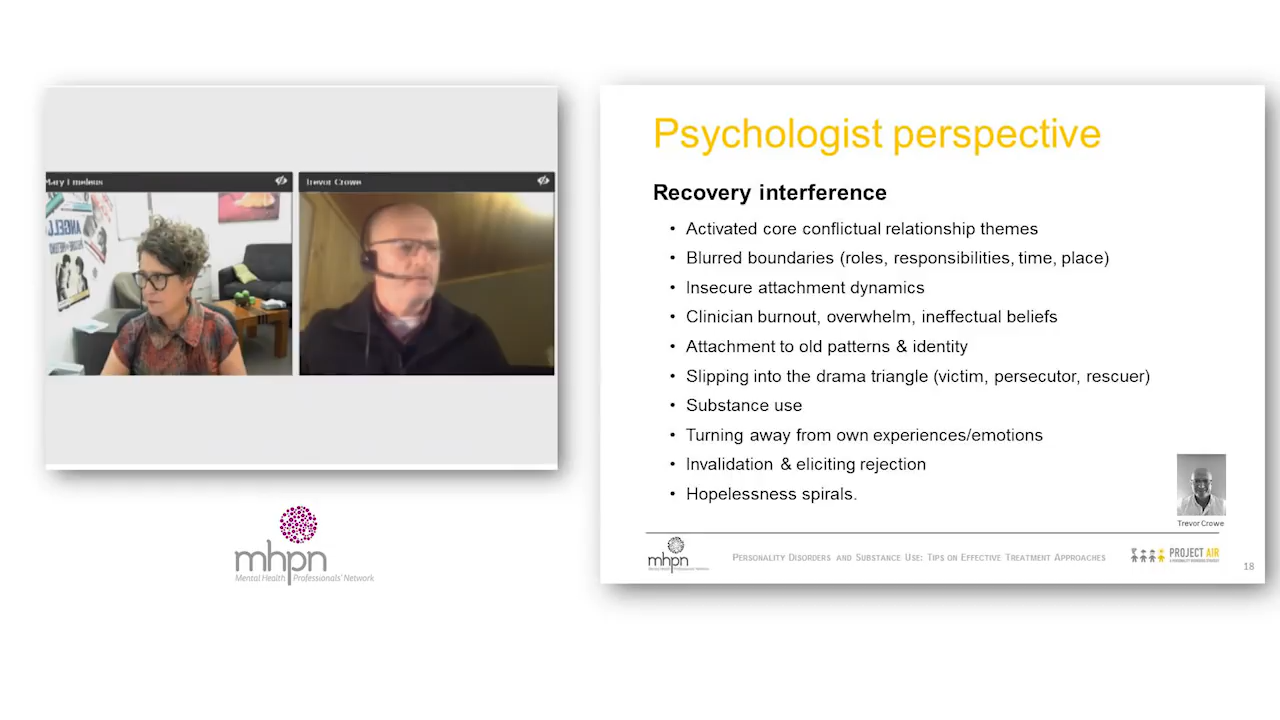 Trevor Crowe
mhpn
Mental Health Professionals' Network
Psychologist perspective
Recovery interference
• Activated core conflictual relationship themes
• Blurred boundaries (roles, responsibilities, time, place)
• Insecure attachment dynamics
• Clinician burnout, overwhelm, ineffectual beliefs
• Attachment to old patterns & identity
• Slipping into the drama triangle (victim, persecutor, rescuer)
• Substance use
• Turning away from own experiences/emotions
• Invalidation & eliciting rejection
• Hopelessness spirals.
Trevor Crowe
mhpn
PERSONALITY DISORDERS AND SUBSTANCE USE: TIPS ON EFFECTIVE TREATMENT APPROACHES
PROJECT AIR
18